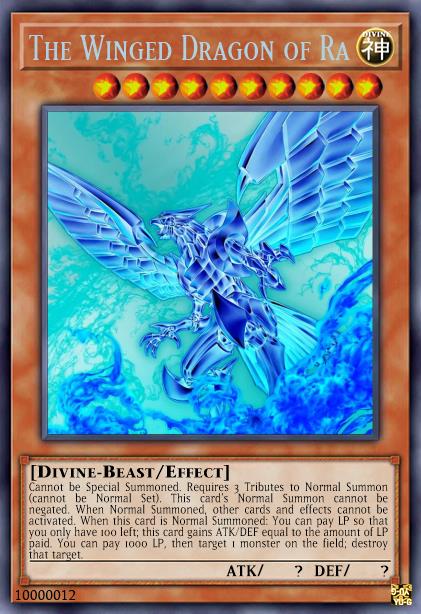 The Winged Dragon of Ra
DIVINE
神
[Divine-Beast/Effect]
Cannot be Special Summoned. Requires 3 Tributes to Normal Summon
(cannot be Normal Set). This card's Normal Summon cannot be
negated. When Normal Summoned, other cards and effects cannot be
activated. When this card is Normal Summoned: You can pay LP so that
you only have 100 left; this card gains ATK/DEF equal to the amount of LP
paid. You can pay 1000 LP, then target 1 monster on the field; destroy
that target.
ATK/ ? DEF/ ?
10000012